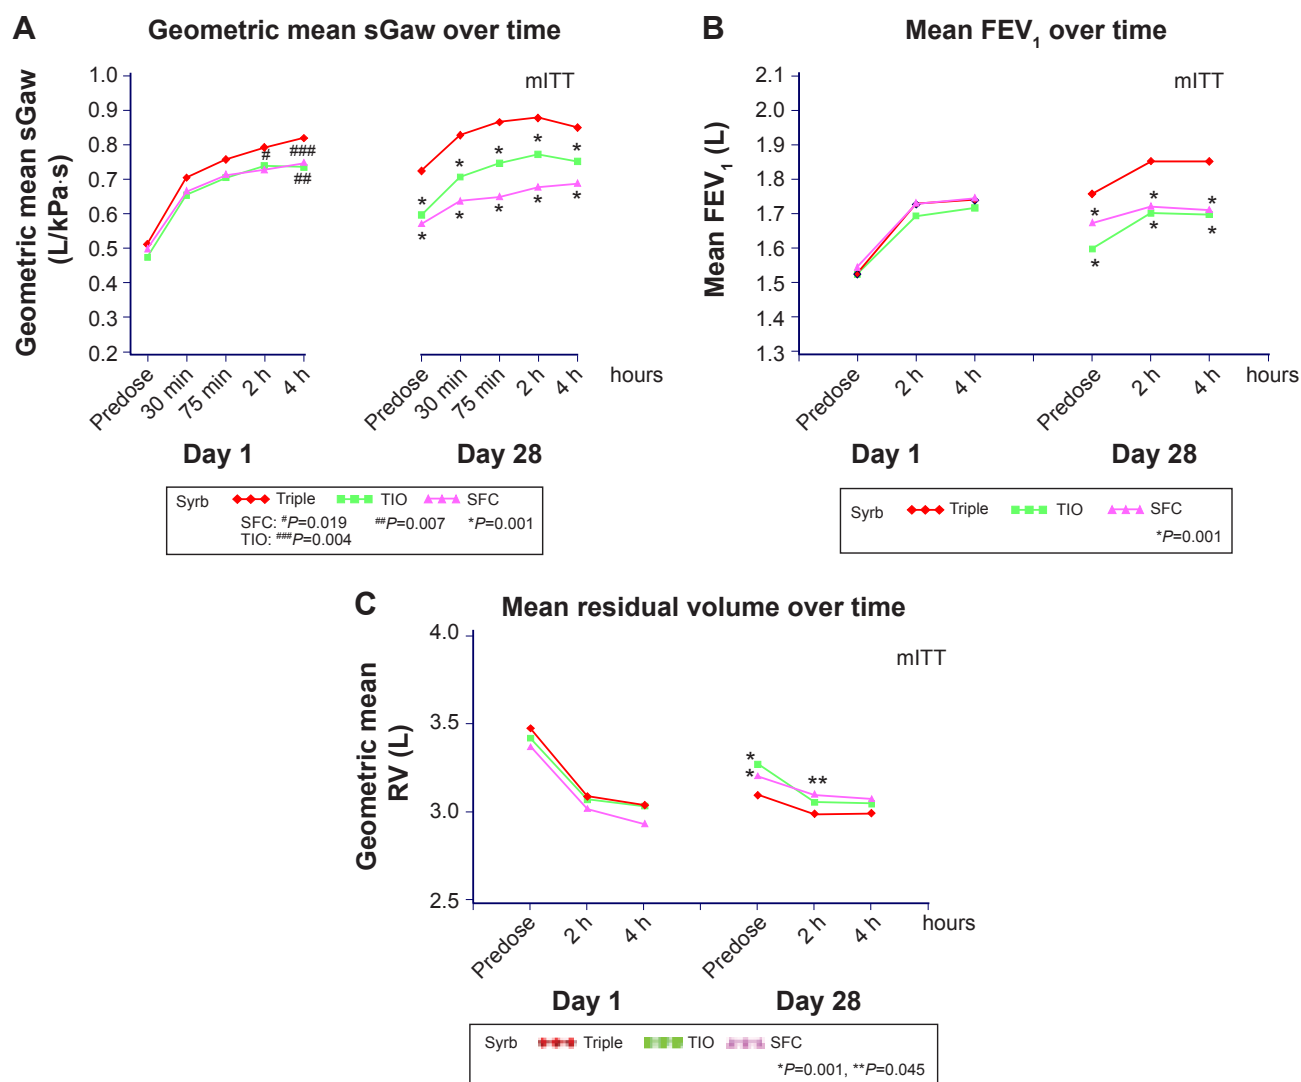 A
Geometric mean sGaw over time
mITT
Geometric mean sGaw
(L/kPa·s)
1.0
0.9
0.8
0.7
0.6
0.5
0.4
0.3
0.2
#
###
##
*
*
*
*
*
*
*
*
*
*
Predose
30 min
75 min
2 h
4 h
Predose
30 min
75 min
2 h
4 h
hours
Day 1
Day 28
Syrb Triple TIO SFC
SFC: #P=0.019 ##P=0.007 *P=0.001
TIO: ###P=0.004
B
Mean FEV1 over time
mITT
Mean FEV1 (L)
2.1
2.0
1.9
1.8
1.7
1.6
1.5
1.4
1.3
*
*
*
*
*
*
Predose
2 h
4 h
Predose
2 h
4 h
hours
Day 1
Day 28
Syrb Triple TIO SFC
*P=0.001
C
Mean residual volume over time
mITT
Geometric mean
RV (L)
4.0
3.5
3.0
2.5
*
*
**
Predose
2 h
4 h
Predose
2 h
4 h
hours
Day 1
Day 28
Syrb Triple TIO SFC
*P=0.001, **P=0.045